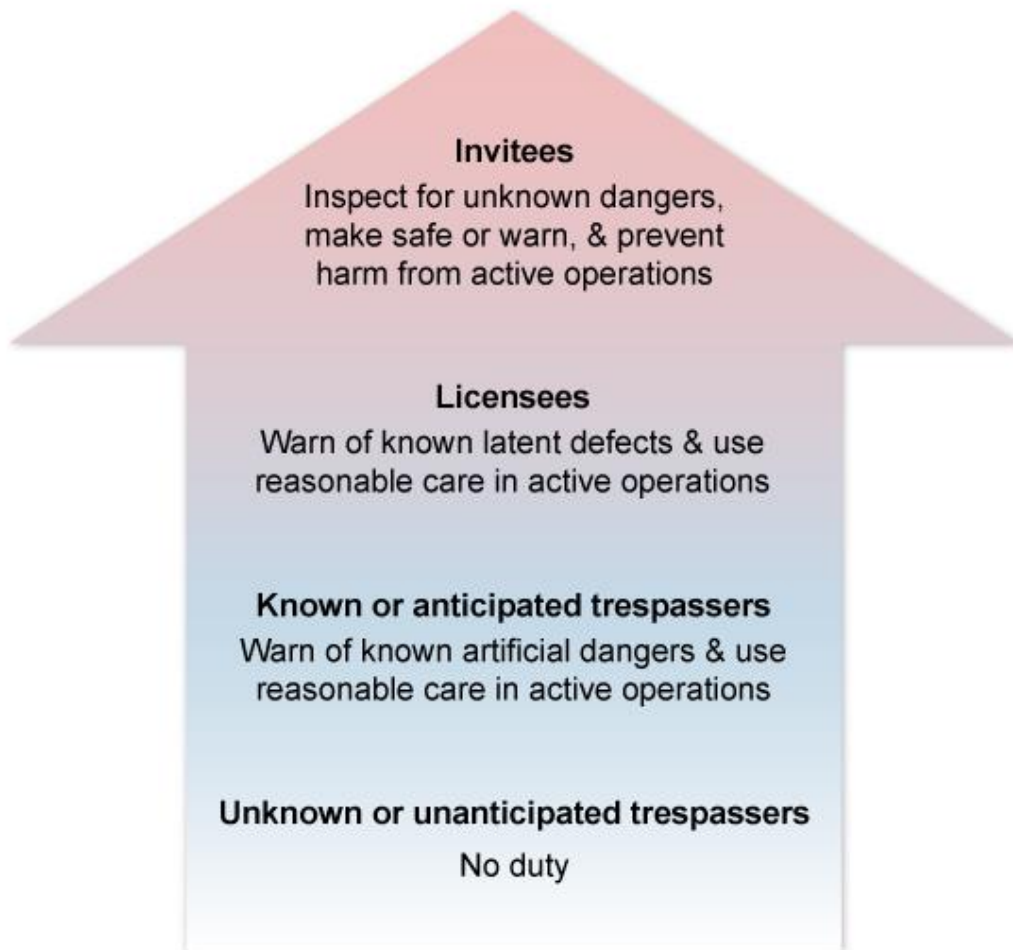 Invitees
Inspect for unknown dangers,
make safe or warn, & prevent
harm from active operations
Licensees
Warn of known latent defects & use
reasonable care in active operations
Known or anticipated trespassers
Warn of known artificial dangers & use
reasonable care in active operations
Unknown or unanticipated trespassers
No duty